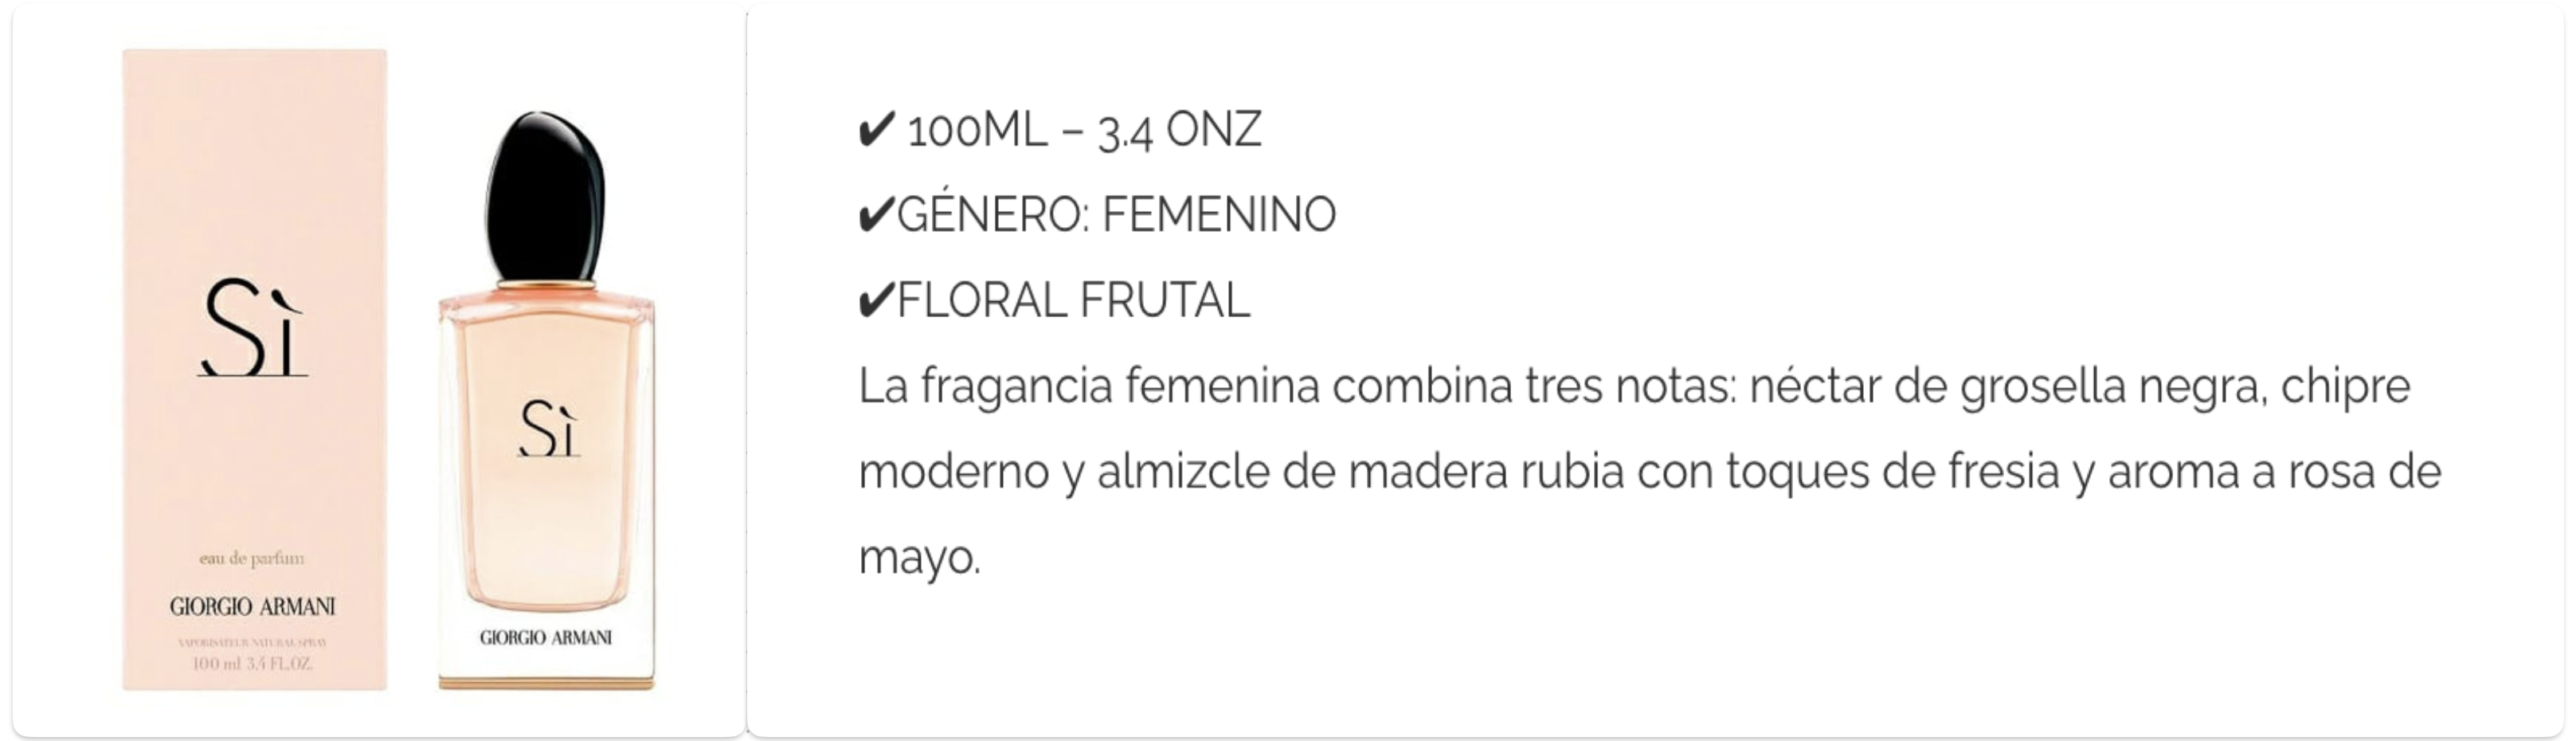 Sì
eau de parfum
GIORGIO ARMANI
VAPORISATEUR NATURAL SPRAY
100 ml 3.4 FL.OZ.
Sì
GIORGIO ARMANI
✔ 100ML – 3.4 ONZ
✔GÉNERO: FEMENINO
✔FLORAL FRUTAL
La fragancia femenina combina tres notas: néctar de grosella negra, chipre
moderno y almizcle de madera rubia con toques de fresia y aroma a rosa de
mayo.